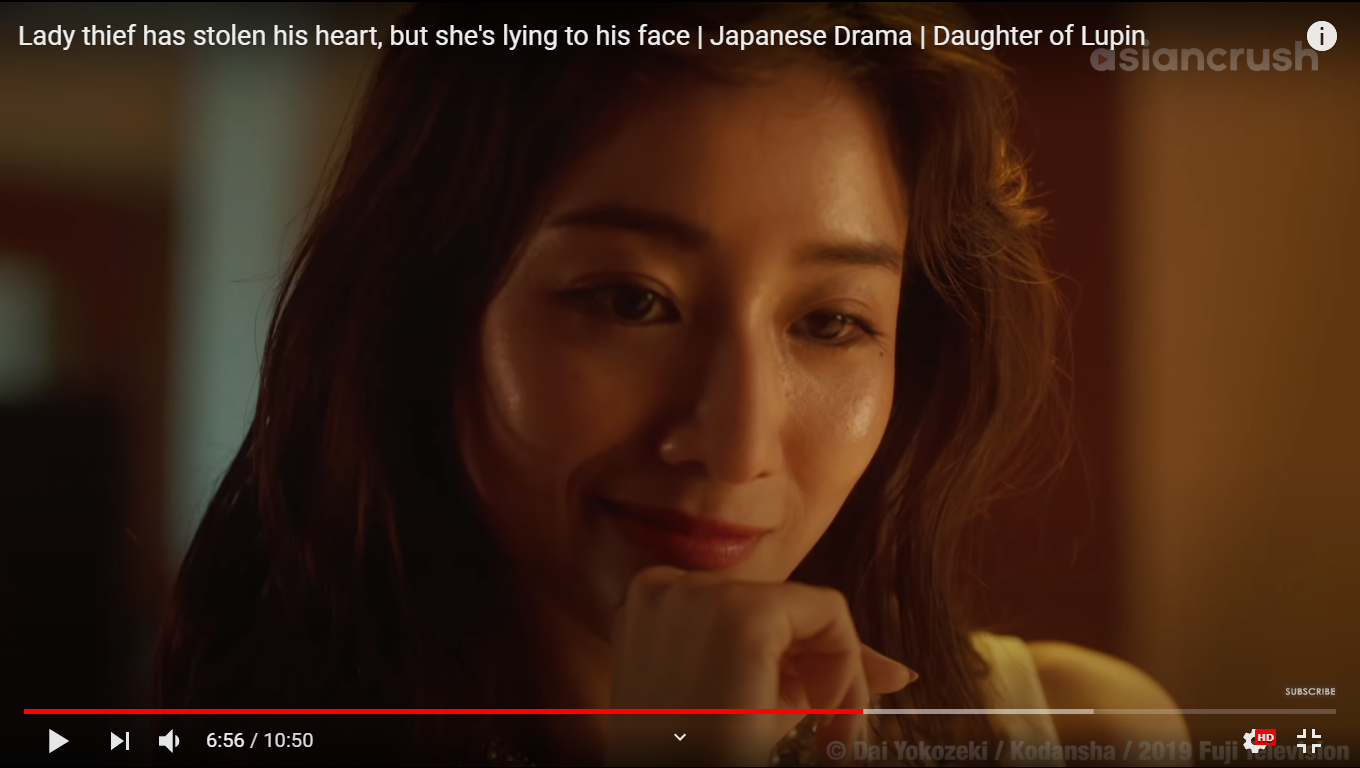 Lady thief has stolen his heart, but she's lying to his face | Japanese Drama | Daughter of Lupin
asiancrush
SUBSCRIBE
6:56 / 10:50
HD
© Dai Yokozeki / Kodansha / 2019 Fuji Television